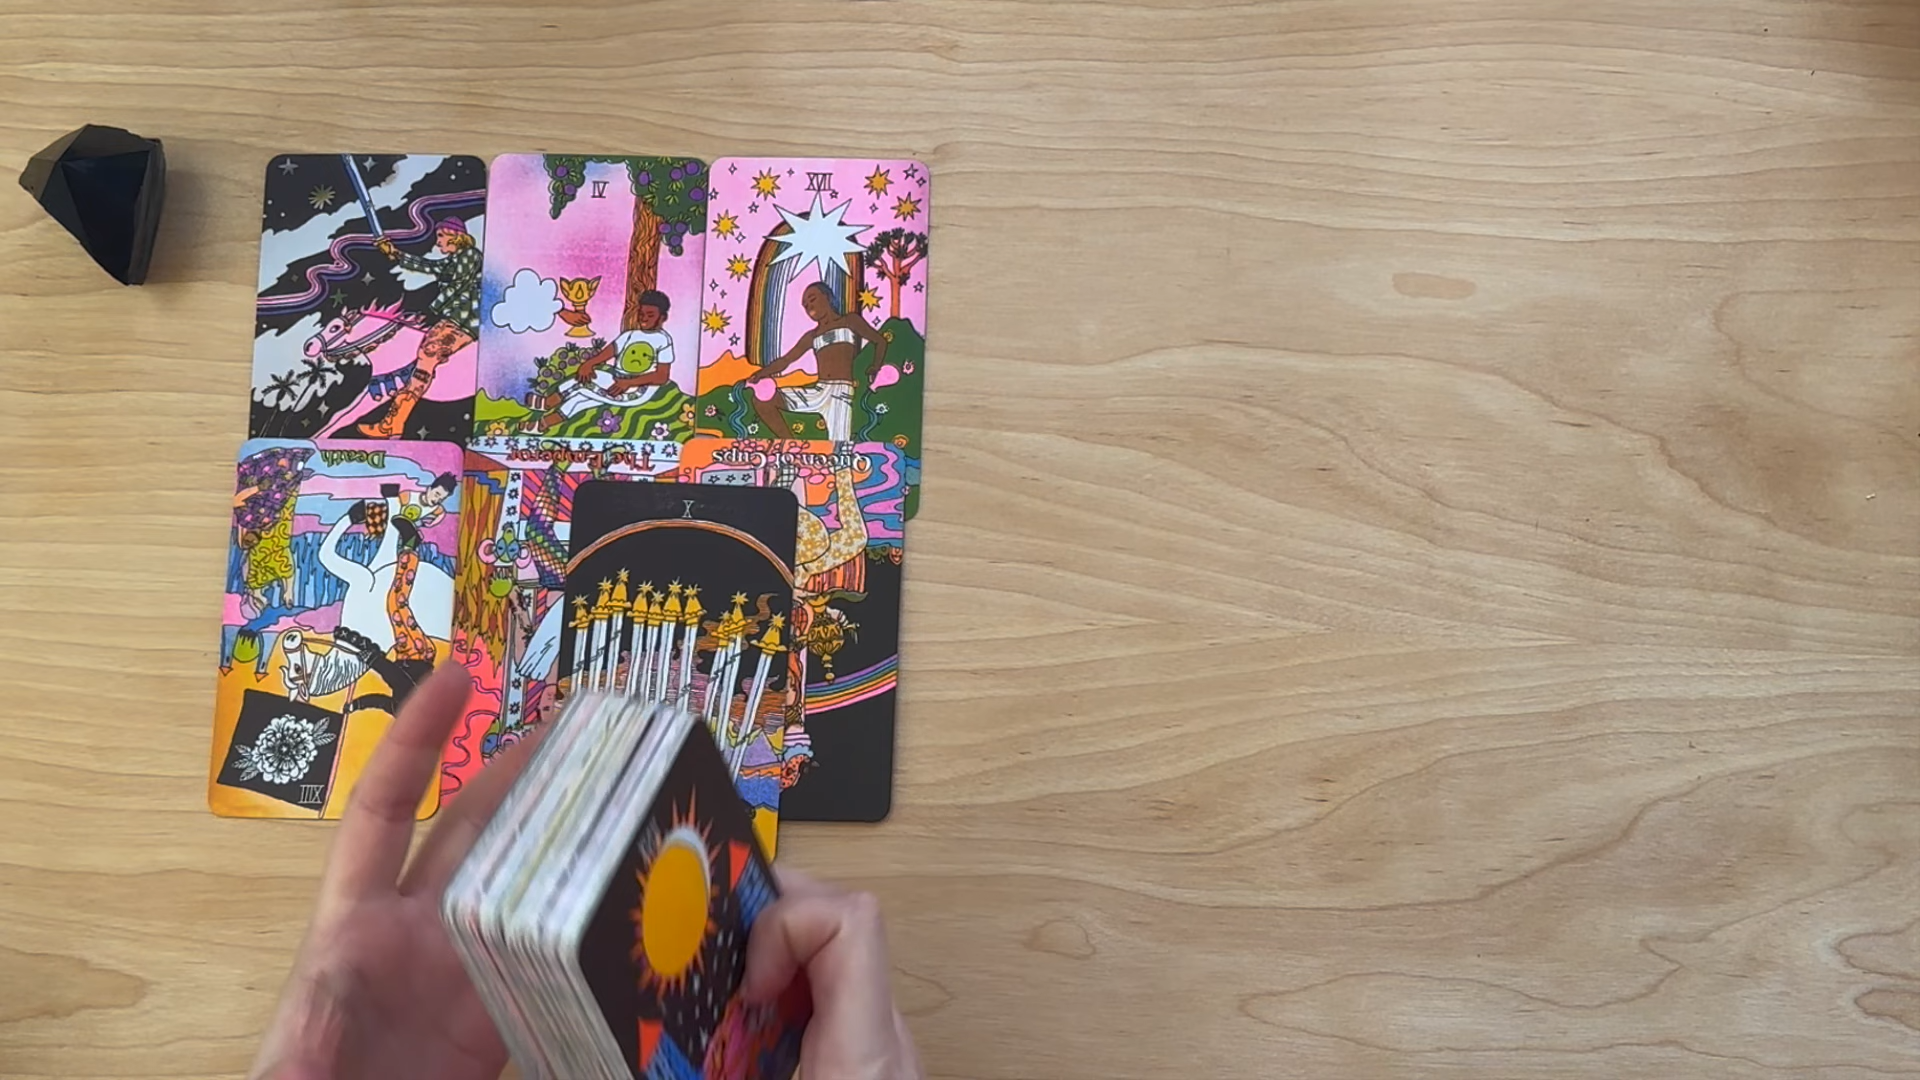 IV
XVII
Death
The Emperor
Queen of Cups
X
XIII